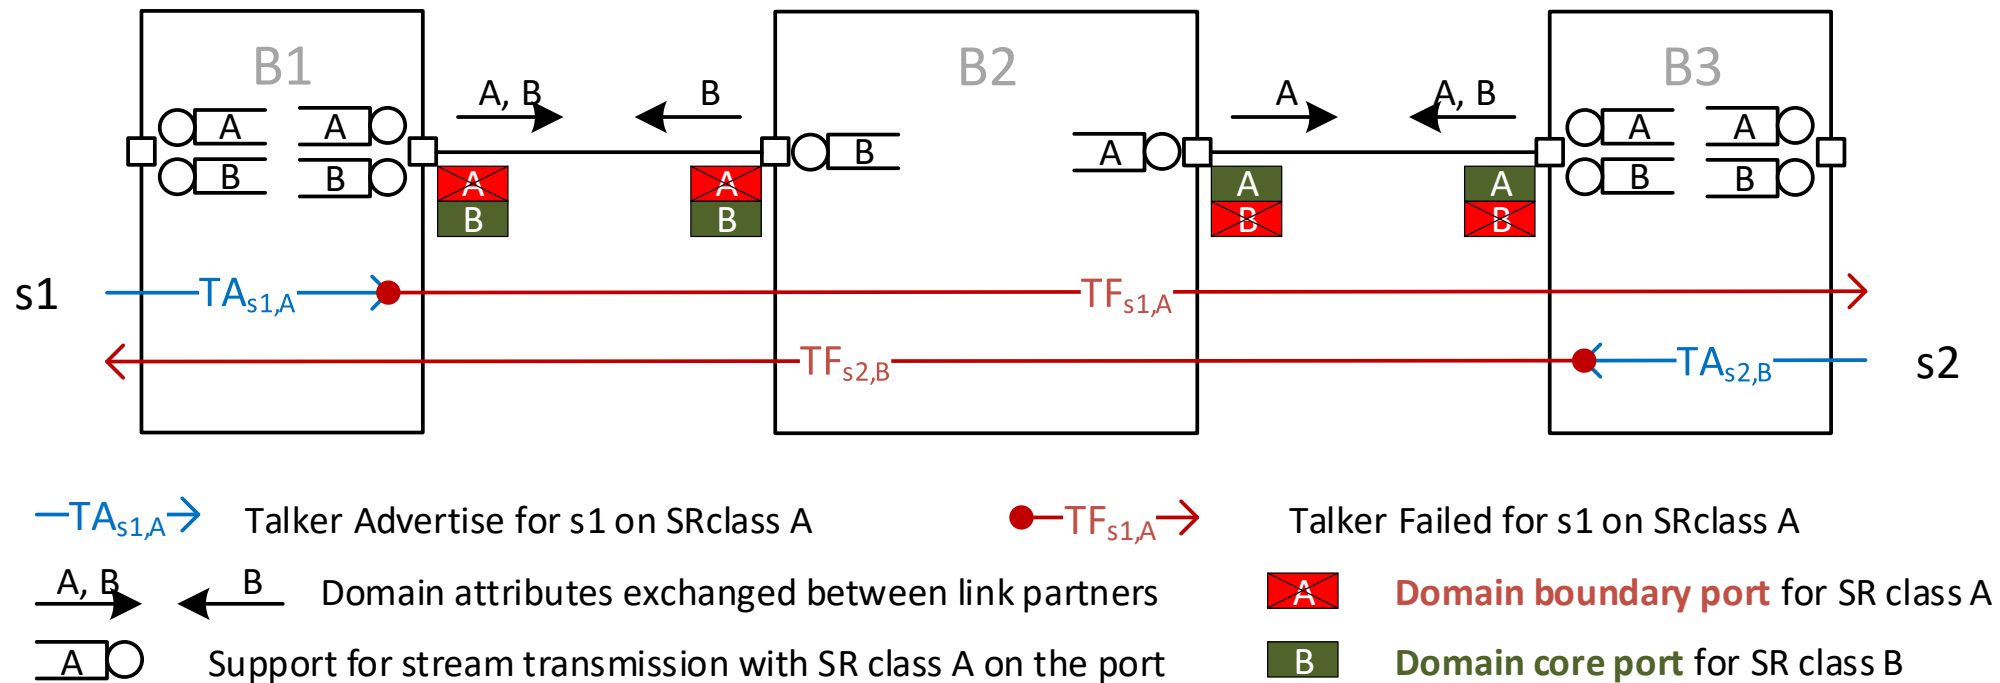 B1 B2 B3
A, B B A A, B
A A B A A A
B B B B
A A A A
B B B B
s1 TAs1,A TFs1,A
TFs2,B TAs2,B s2
TAs1,A Talker Advertise for s1 on SRclass A TFs1,A Talker Failed for s1 on SRclass A
A, B B Domain attributes exchanged between link partners A Domain boundary port for SR class A
A Support for stream transmission with SR class A on the port B Domain core port for SR class B